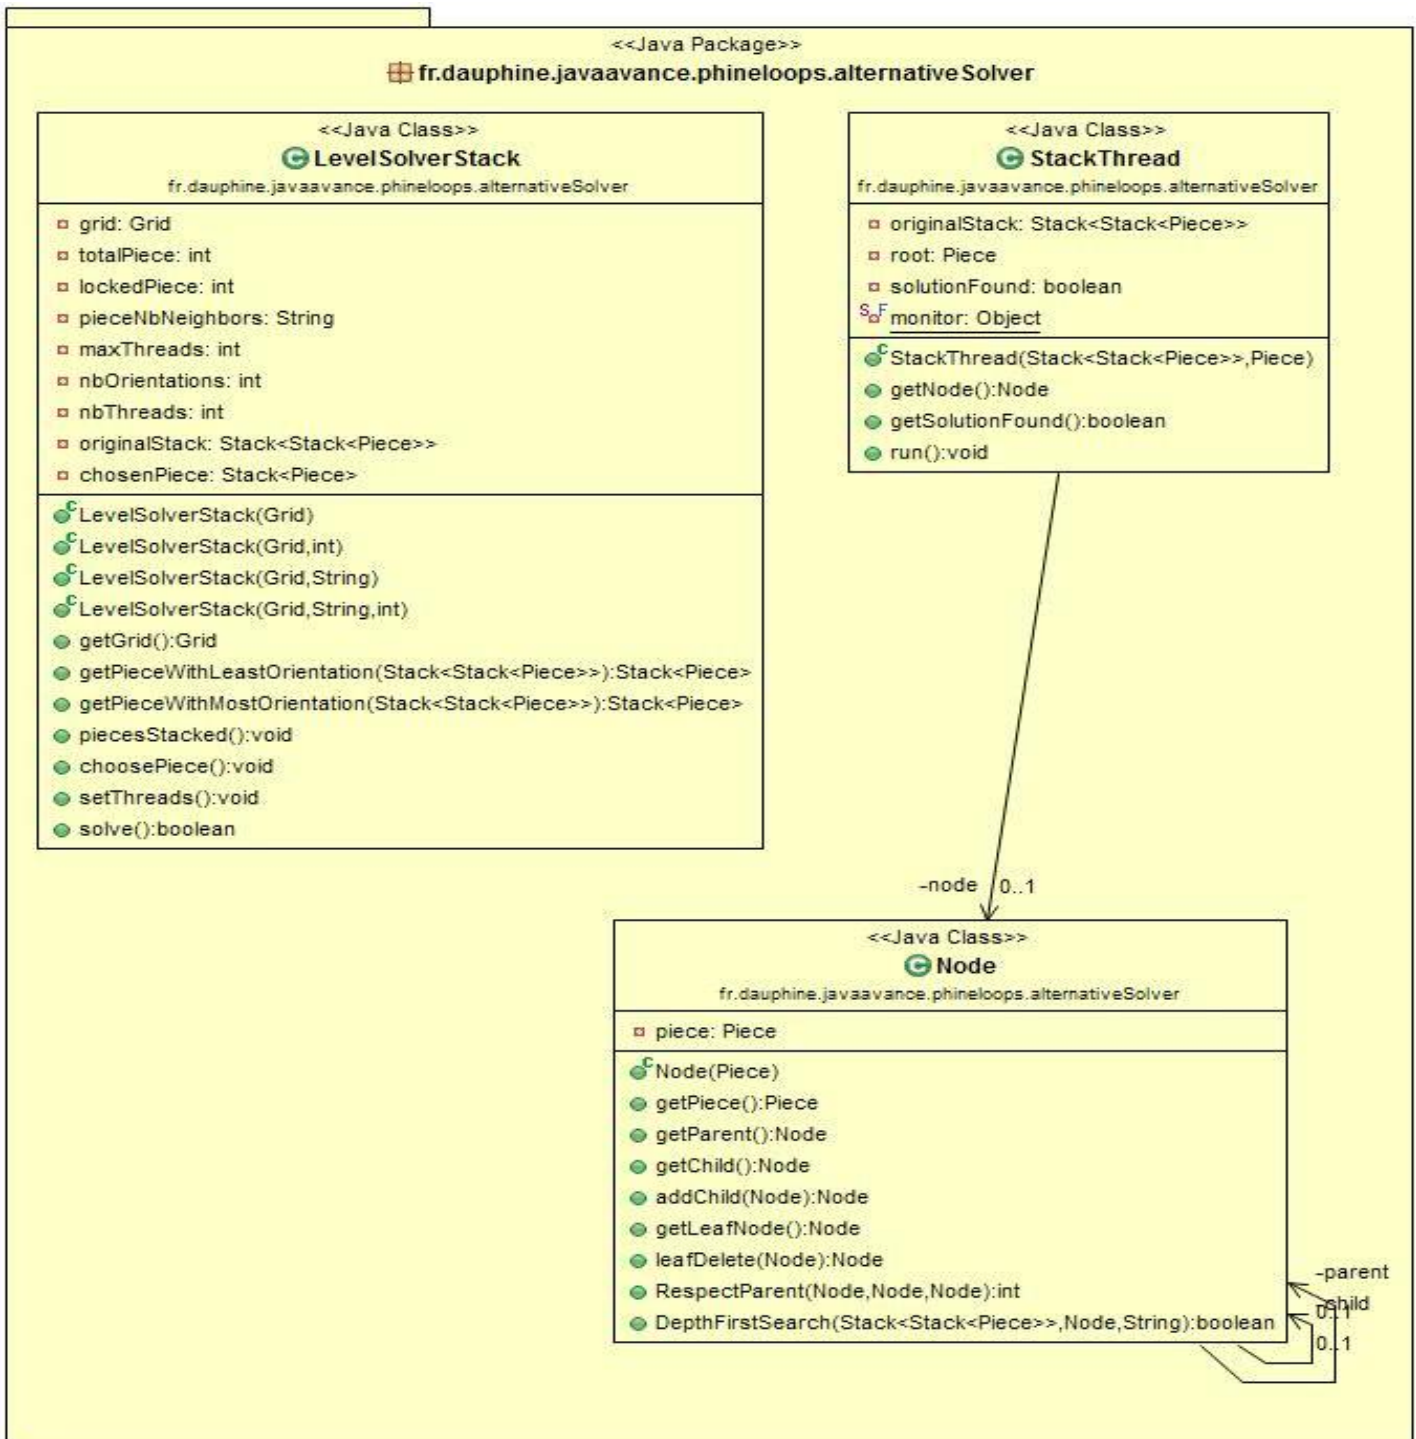 <<Java Package>>
fr.dauphine.javaavance.phineloops.alternativeSolver
<<Java Class>>
LevelSolverStack
fr.dauphine.javaavance.phineloops.alternativeSolver
grid: Grid
totalPiece: int
lockedPiece: int
pieceNbNeighbors: String
maxThreads: int
nbOrientations: int
nbThreads: int
originalStack: Stack<Stack<Piece>>
chosenPiece: Stack<Piece>
LevelSolverStack(Grid)
LevelSolverStack(Grid,int)
LevelSolverStack(Grid,String)
LevelSolverStack(Grid,String,int)
getGrid():Grid
getPieceWithLeastOrientation(Stack<Stack<Piece>>):Stack<Piece>
getPieceWithMostOrientation(Stack<Stack<Piece>>):Stack<Piece>
piecesStacked():void
choosePiece():void
setThreads():void
solve():boolean
<<Java Class>>
StackThread
fr.dauphine.javaavance.phineloops.alternativeSolver
originalStack: Stack<Stack<Piece>>
root: Piece
solutionFound: boolean
monitor: Object
StackThread(Stack<Stack<Piece>>,Piece)
getNode():Node
getSolutionFound():boolean
run():void
-node 0..1
<<Java Class>>
Node
fr.dauphine.javaavance.phineloops.alternativeSolver
piece: Piece
Node(Piece)
getPiece():Piece
getParent():Node
getChild():Node
addChild(Node):Node
getLeafNode():Node
leafDelete(Node):Node
RespectParent(Node,Node,Node):int
DepthFirstSearch(Stack<Stack<Piece>>,Node,String):boolean
-parent
-child
0..1
0..1